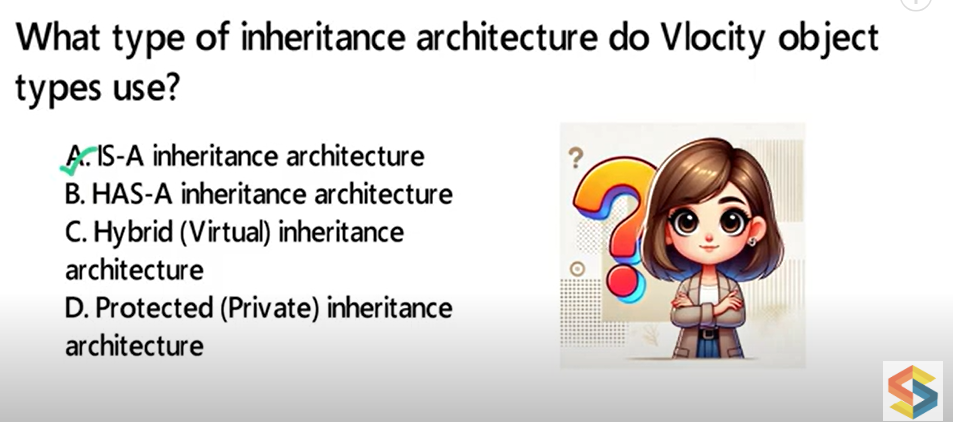 What type of inheritance architecture do Vlocity object
types use?
A. IS-A inheritance architecture
B. HAS-A inheritance architecture
C. Hybrid (Virtual) inheritance
architecture
D. Protected (Private) inheritance
architecture
?
?